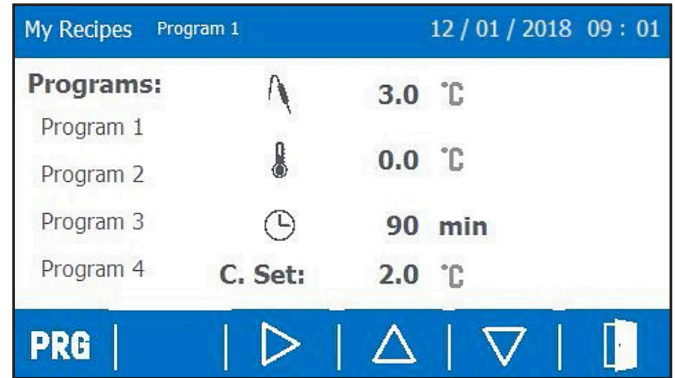 My Recipes Program 1 12 / 01 / 2018 09 : 01
Programs: 3.0 °C
Program 1
Program 2 0.0 °C
Program 3 90 min
Program 4 C. Set: 2.0 °C
PRG